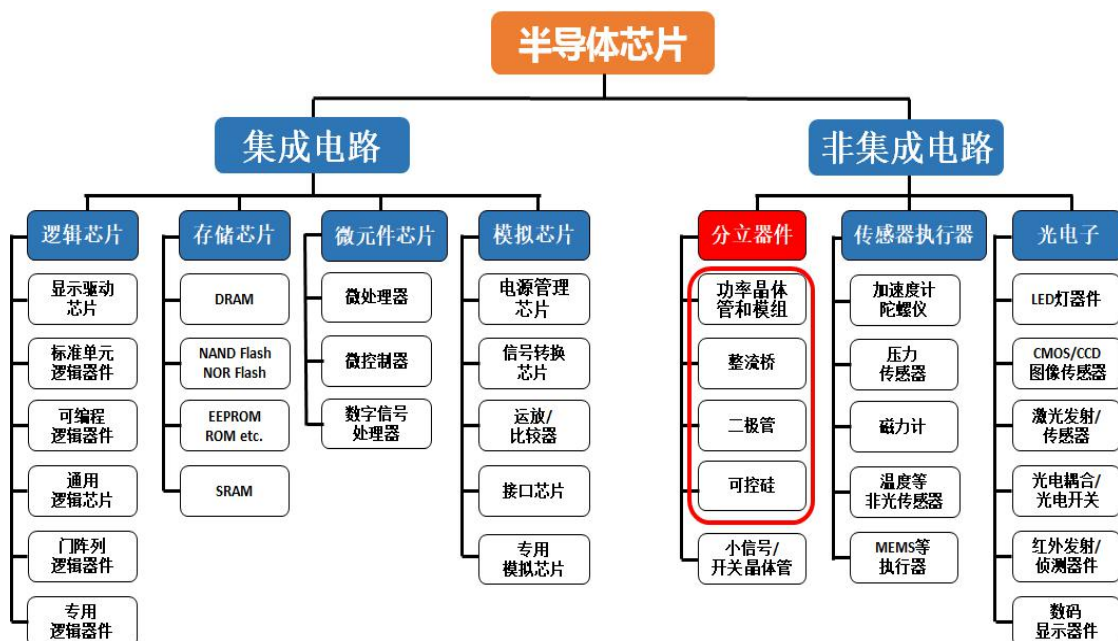 半导体芯片
集成电路
非集成电路
逻辑芯片
存储芯片
微元件芯片
模拟芯片
分立器件
传感器执行器
光电子
显示驱动
芯片
标准单元
逻辑器件
可编程
逻辑器件
通用
逻辑芯片
门阵列
逻辑器件
专用
逻辑器件
DRAM
NAND Flash
NOR Flash
EEPROM
ROM etc.
SRAM
微处理器
微控制器
数字信号
处理器
电源管理
芯片
信号转换
芯片
运放/
比较器
接口芯片
专用
模拟芯片
功率晶体
管和模组
整流桥
二极管
可控硅
小信号/
开关晶体管
加速度计
陀螺仪
压力
传感器
磁力计
温度等
非光传感器
MEMS等
执行器
LED灯器件
CMOS/CCD
图像传感器
激光发射/
传感器
光电耦合/
光电开关
红外发射/
侦测器件
数码
显示器件